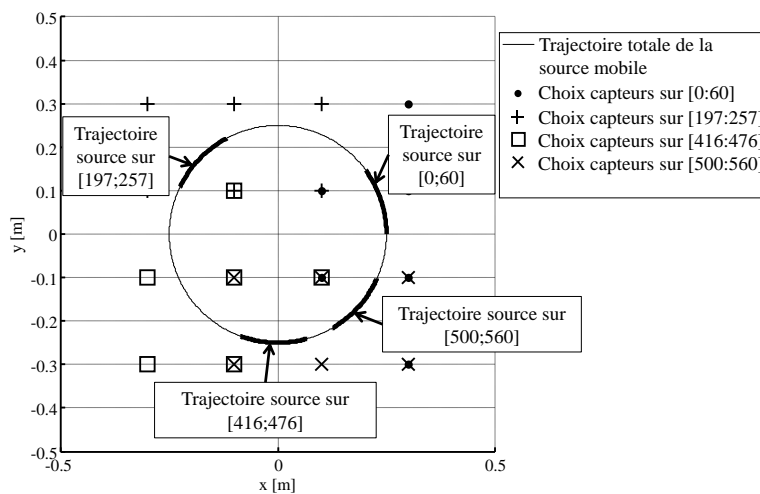 0.5
0.4
0.3
0.2
0.1
0
-0.1
-0.2
-0.3
-0.4
-0.5
y [m]
-0.5
0
0.5
x [m]
Trajectoire
source sur
[197;257]
Trajectoire
source sur
[0;60]
Trajectoire source sur
[500;560]
Trajectoire source sur
[416;476]
Trajectoire totale de la
source mobile
Choix capteurs sur [0:60]
Choix capteurs sur [197:257]
Choix capteurs sur [416:476]
Choix capteurs sur [500:560]